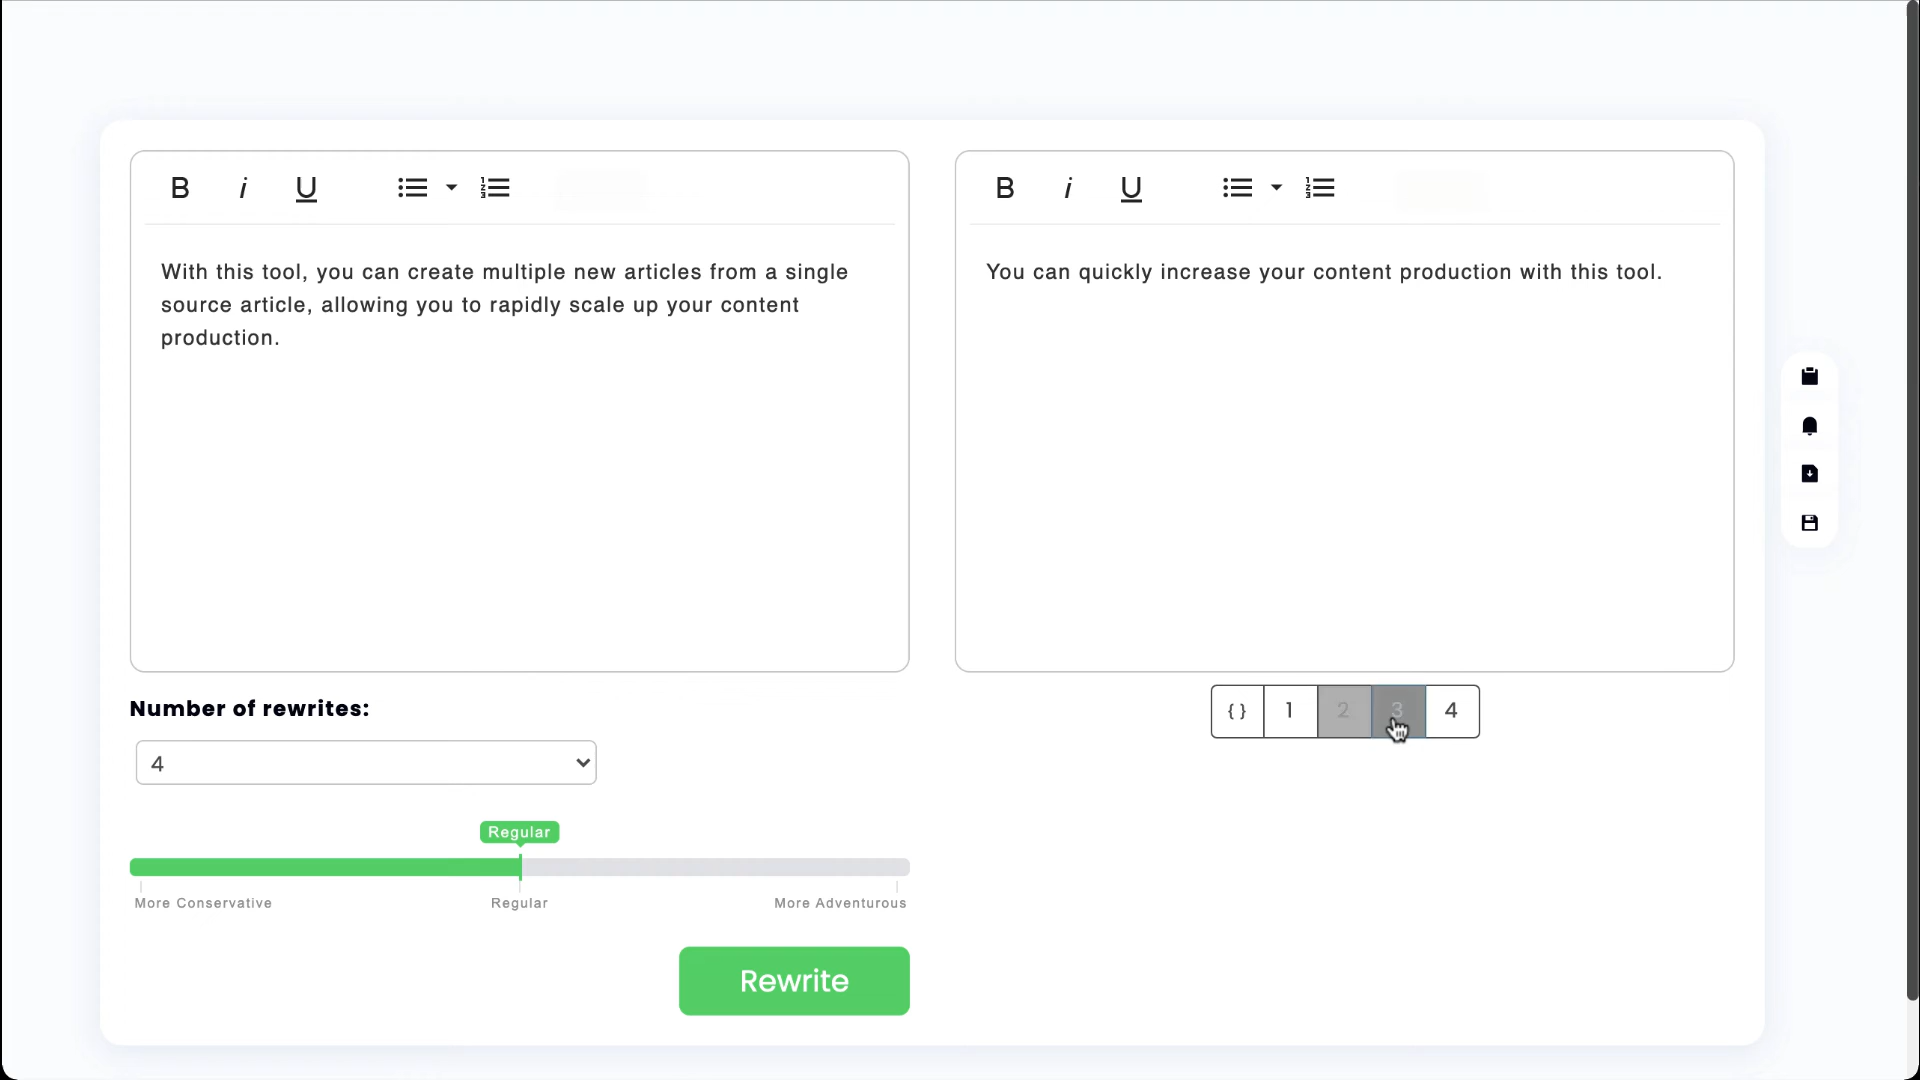 B i U
With this tool, you can create multiple new articles from a single
source article, allowing you to rapidly scale up your content
production.
B i U
You can quickly increase your content production with this tool.
{ } 1 2 3 4
Number of rewrites:
4
Regular
More Conservative Regular More Adventurous
Rewrite